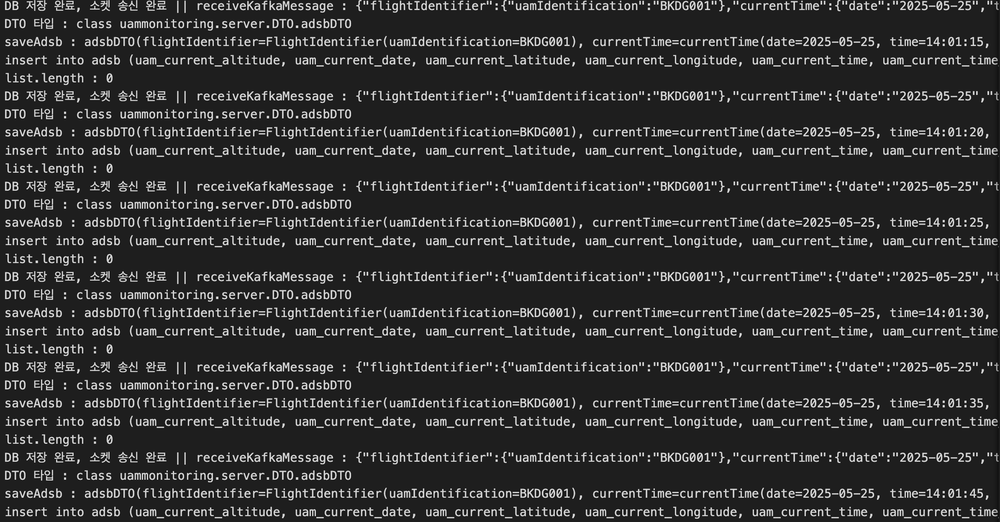 DB 저장 완료, 소켓 송신 완료 || receiveKafkaMessage : {"flightIdentifier":{"uamIdentification":"BKDG001"},"currentTime":{"date":"2025-05-25","t
DTO 타입 : class uammonitoring.server.DTO.adsbDTO
saveAdsb : adsbDTO(flightIdentifier=FlightIdentifier(uamIdentification=BKDG001), currentTime=currentTime(date=2025-05-25, time=14:01:15,
insert into adsb (uam_current_altitude, uam_current_date, uam_current_latitude, uam_current_longitude, uam_current_time, uam_current_time_
list.length : 0
DB 저장 완료, 소켓 송신 완료 || receiveKafkaMessage : {"flightIdentifier":{"uamIdentification":"BKDG001"},"currentTime":{"date":"2025-05-25","t
DTO 타입 : class uammonitoring.server.DTO.adsbDTO
saveAdsb : adsbDTO(flightIdentifier=FlightIdentifier(uamIdentification=BKDG001), currentTime=currentTime(date=2025-05-25, time=14:01:20,
insert into adsb (uam_current_altitude, uam_current_date, uam_current_latitude, uam_current_longitude, uam_current_time, uam_current_time_
list.length : 0
DB 저장 완료, 소켓 송신 완료 || receiveKafkaMessage : {"flightIdentifier":{"uamIdentification":"BKDG001"},"currentTime":{"date":"2025-05-25","t
DTO 타입 : class uammonitoring.server.DTO.adsbDTO
saveAdsb : adsbDTO(flightIdentifier=FlightIdentifier(uamIdentification=BKDG001), currentTime=currentTime(date=2025-05-25, time=14:01:25,
insert into adsb (uam_current_altitude, uam_current_date, uam_current_latitude, uam_current_longitude, uam_current_time, uam_current_time_
list.length : 0
DB 저장 완료, 소켓 송신 완료 || receiveKafkaMessage : {"flightIdentifier":{"uamIdentification":"BKDG001"},"currentTime":{"date":"2025-05-25","t
DTO 타입 : class uammonitoring.server.DTO.adsbDTO
saveAdsb : adsbDTO(flightIdentifier=FlightIdentifier(uamIdentification=BKDG001), currentTime=currentTime(date=2025-05-25, time=14:01:30,
insert into adsb (uam_current_altitude, uam_current_date, uam_current_latitude, uam_current_longitude, uam_current_time, uam_current_time_
list.length : 0
DB 저장 완료, 소켓 송신 완료 || receiveKafkaMessage : {"flightIdentifier":{"uamIdentification":"BKDG001"},"currentTime":{"date":"2025-05-25","t
DTO 타입 : class uammonitoring.server.DTO.adsbDTO
saveAdsb : adsbDTO(flightIdentifier=FlightIdentifier(uamIdentification=BKDG001), currentTime=currentTime(date=2025-05-25, time=14:01:35,
insert into adsb (uam_current_altitude, uam_current_date, uam_current_latitude, uam_current_longitude, uam_current_time, uam_current_time_
list.length : 0
DB 저장 완료, 소켓 송신 완료 || receiveKafkaMessage : {"flightIdentifier":{"uamIdentification":"BKDG001"},"currentTime":{"date":"2025-05-25","t
DTO 타입 : class uammonitoring.server.DTO.adsbDTO
saveAdsb : adsbDTO(flightIdentifier=FlightIdentifier(uamIdentification=BKDG001), currentTime=currentTime(date=2025-05-25, time=14:01:45,
insert into adsb (uam_current_altitude, uam_current_date, uam_current_latitude, uam_current_longitude, uam_current_time, uam_current_time_